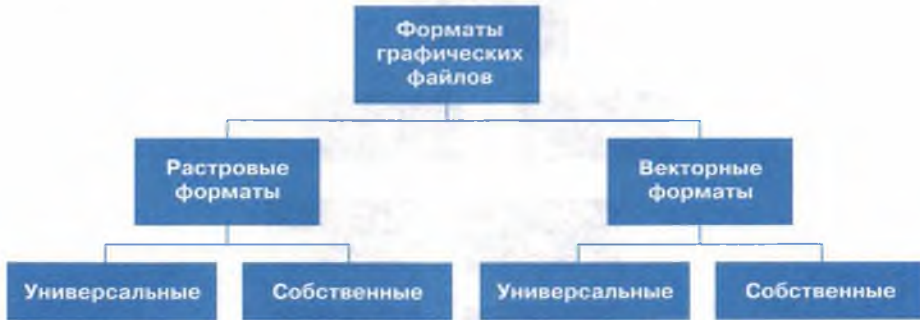 Форматы
графических
файлов
Растровые
форматы
Векторные
форматы
Универсальные
Собственные
Универсальные
Собственные